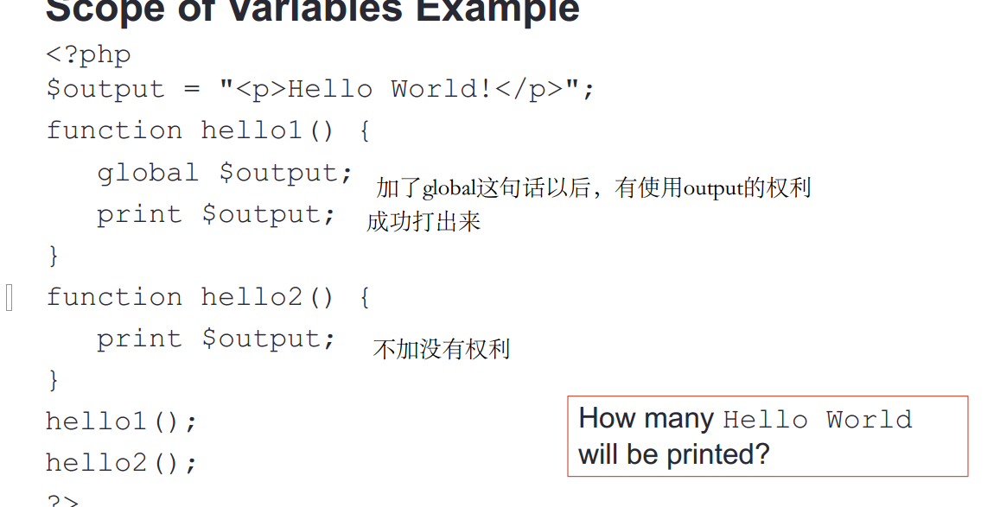 Scope of Variables Example
<?php
$output = "<p>Hello World!</p>";
function hello1() {
global $output;
加了global这句话以后，有使用output的权利
print $output;
成功打出来
}
function hello2() {
print $output;
不加没有权利
}
hello1();
hello2();
How many Hello World
will be printed?
?>